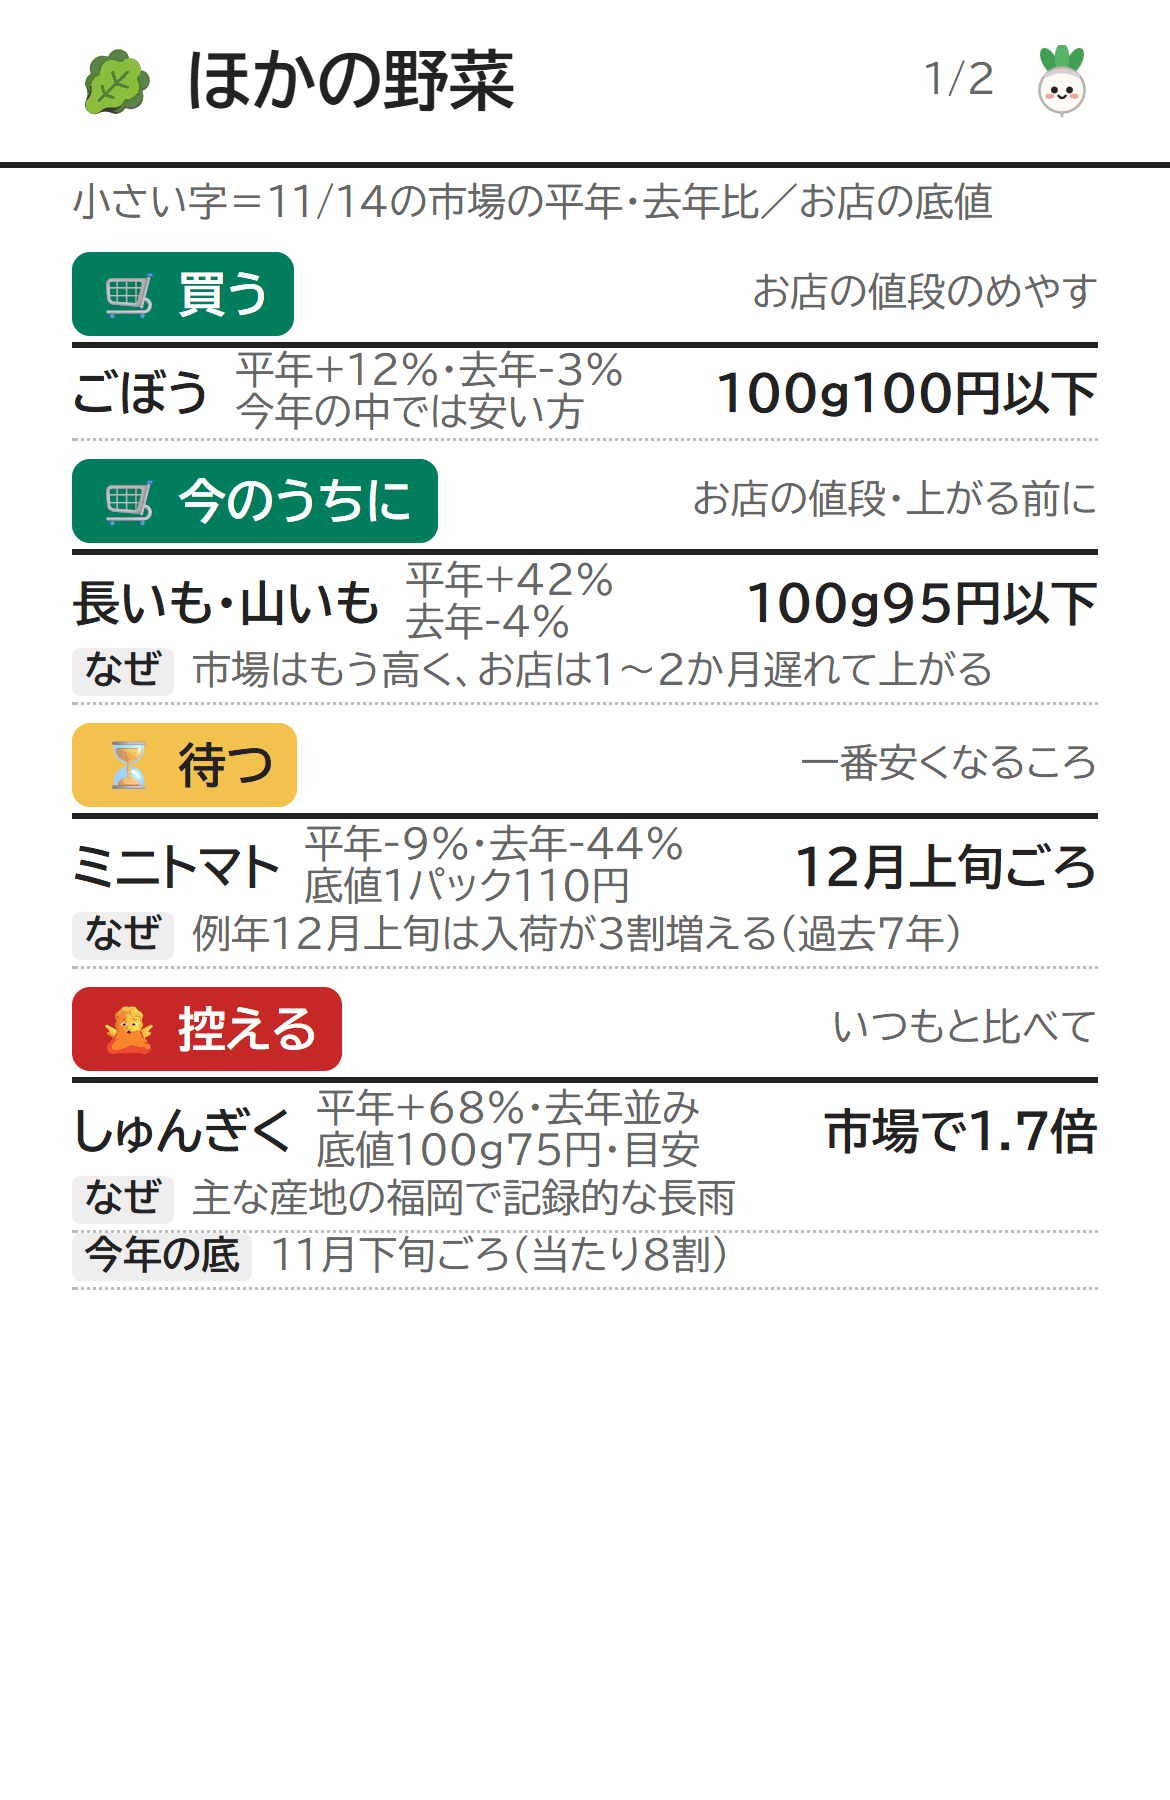 ほかの野菜
1/2
小さい字＝11/14の市場の平年・去年比／お店の底値
買う
お店の値段のめやす
ごぼう
平年+12%・去年-3%
今年の中では安い方
100g100円以下
今のうちに
お店の値段・上がる前に
長いも・山いも
平年+42%
去年-4%
100g95円以下
なぜ 市場はもう高く、お店は1～2か月遅れて上がる
待つ
一番安くなるころ
ミニトマト
平年-9%・去年-44%
底値1パック110円
12月上旬ごろ
なぜ 例年12月上旬は入荷が3割増える（過去7年）
控える
いつもと比べて
しゅんぎく
平年+68%・去年並み
底値100g75円・目安
市場で1.7倍
なぜ 主な産地の福岡で記録的な長雨
今年の底 11月下旬ごろ（当たり8割）